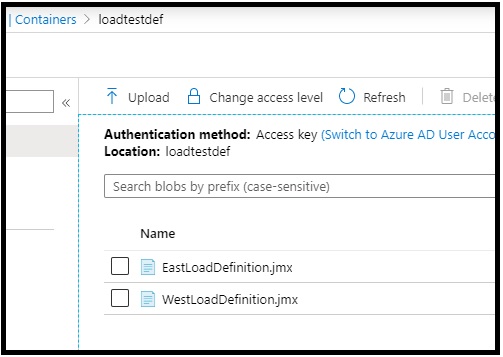 | Containers > loadtestdef
«
Upload Change access level Refresh Delete
Authentication method: Access key (Switch to Azure AD User Acco
Location: loadtestdef
Search blobs by prefix (case-sensitive)
Name
EastLoadDefinition.jmx
WestLoadDefinition.jmx